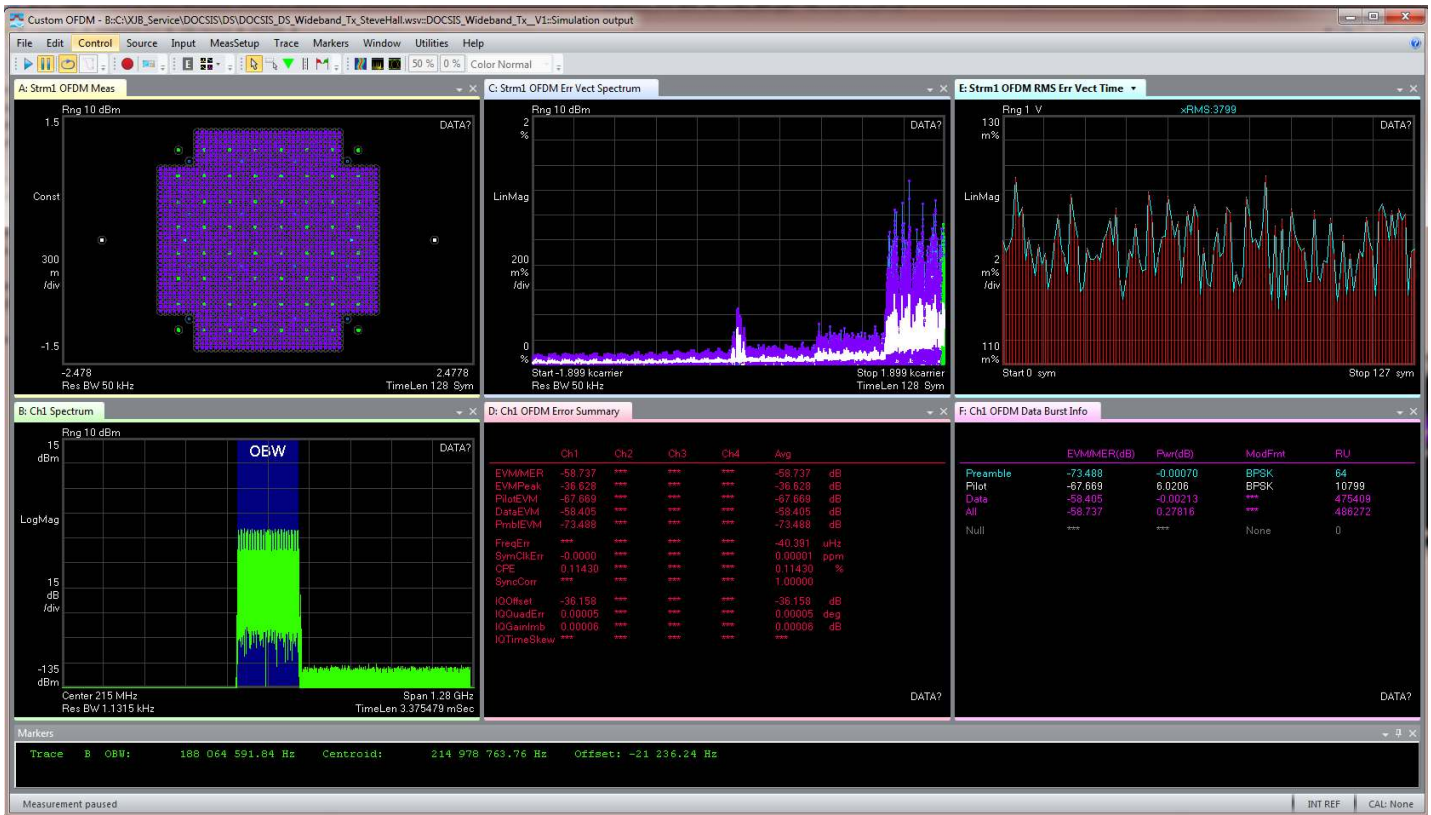 Custom OFDM - B::C:\XJB_Service\DOCSIS\DS\DOCSIS_DS_Wideband_Tx_SteveHall.wsv::DOCSIS_Wideband_Tx__V1::Simulation output
File Edit Control Source Input MeasSetup Trace Markers Window Utilities Help
50 % 0 % Color Normal
A: Strm1 OFDM Meas
Rng 10 dBm
1.5
DATA?
Const
300
m
/div
-1.5
-2.478 2.4778
Res BW 50 kHz TimeLen 128 Sym
C: Strm1 OFDM Err Vect Spectrum
Rng 10 dBm
2
%
DATA?
LinMag
200
m%
/div
0
%
Start -1.899 kcarrier Stop 1.899 kcarrier
Res BW 50 kHz TimeLen 128 Sym
E: Strm1 OFDM RMS Err Vect Time
Rng 1 V xRMS:3799
130
m%
DATA?
LinMag
2
m%
/div
110
m%
Start 0 sym Stop 127 sym
B: Ch1 Spectrum
Rng 10 dBm
15
dBm
OBW
DATA?
LogMag
15
dB
/div
-135
dBm
Center 215 MHz Span 1.28 GHz
Res BW 1.1315 kHz TimeLen 3.375479 mSec
D: Ch1 OFDM Error Summary
Ch1 Ch2 Ch3 Ch4 Avg
EVM/MER -58.737 *** *** *** -58.737 dB
EVMPeak -36.628 *** *** *** -36.628 dB
PilotEVM -67.669 *** *** *** -67.669 dB
DataEVM -58.405 *** *** *** -58.405 dB
PmblEVM -73.488 *** *** *** -73.488 dB
FreqErr *** *** *** *** -40.391 uHz
SymClkErr -0.0000 *** *** *** 0.00001 ppm
CPE 0.11430 *** *** *** 0.11430 %
SyncCorr *** *** *** *** 1.00000
IQOffset -36.158 *** *** *** -36.158 dB
IQQuadErr 0.00005 *** *** *** 0.00005 deg
IQGainImb 0.00006 *** *** *** 0.00006 dB
IQTimeSkew *** *** *** *** ***
DATA?
F: Ch1 OFDM Data Burst Info
EVM/MER(dB) Pwr(dB) ModFmt RU
Preamble -73.488 -0.00070 BPSK 64
Pilot -67.669 6.0206 BPSK 10799
Data -58.405 -0.00213 *** 475409
All -58.737 0.27816 *** 486272
Null *** *** None 0
DATA?
Markers
Trace B OBW: 188 064 591.84 Hz Centroid: 214 978 763.76 Hz Offset: -21 236.24 Hz
Measurement paused INT REF CAL: None